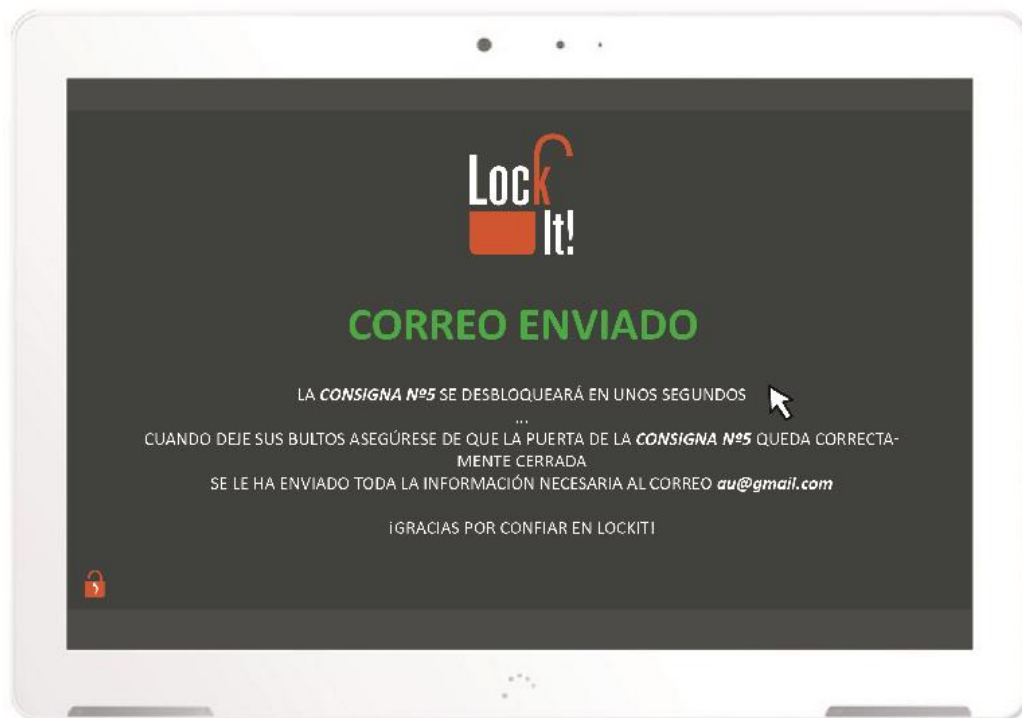 Lock
It!
CORREO ENVIADO
LA CONSIGNA Nº5 SE DESBLOQUEARÁ EN UNOS SEGUNDOS
...
CUANDO DEJE SUS BULTOS ASEGÚRESE DE QUE LA PUERTA DE LA CONSIGNA Nº5 QUEDA CORRECTA-
MENTE CERRADA
SE LE HA ENVIADO TODA LA INFORMACIÓN NECESARIA AL CORREO au@gmail.com
¡GRACIAS POR CONFIAR EN LOCKIT!